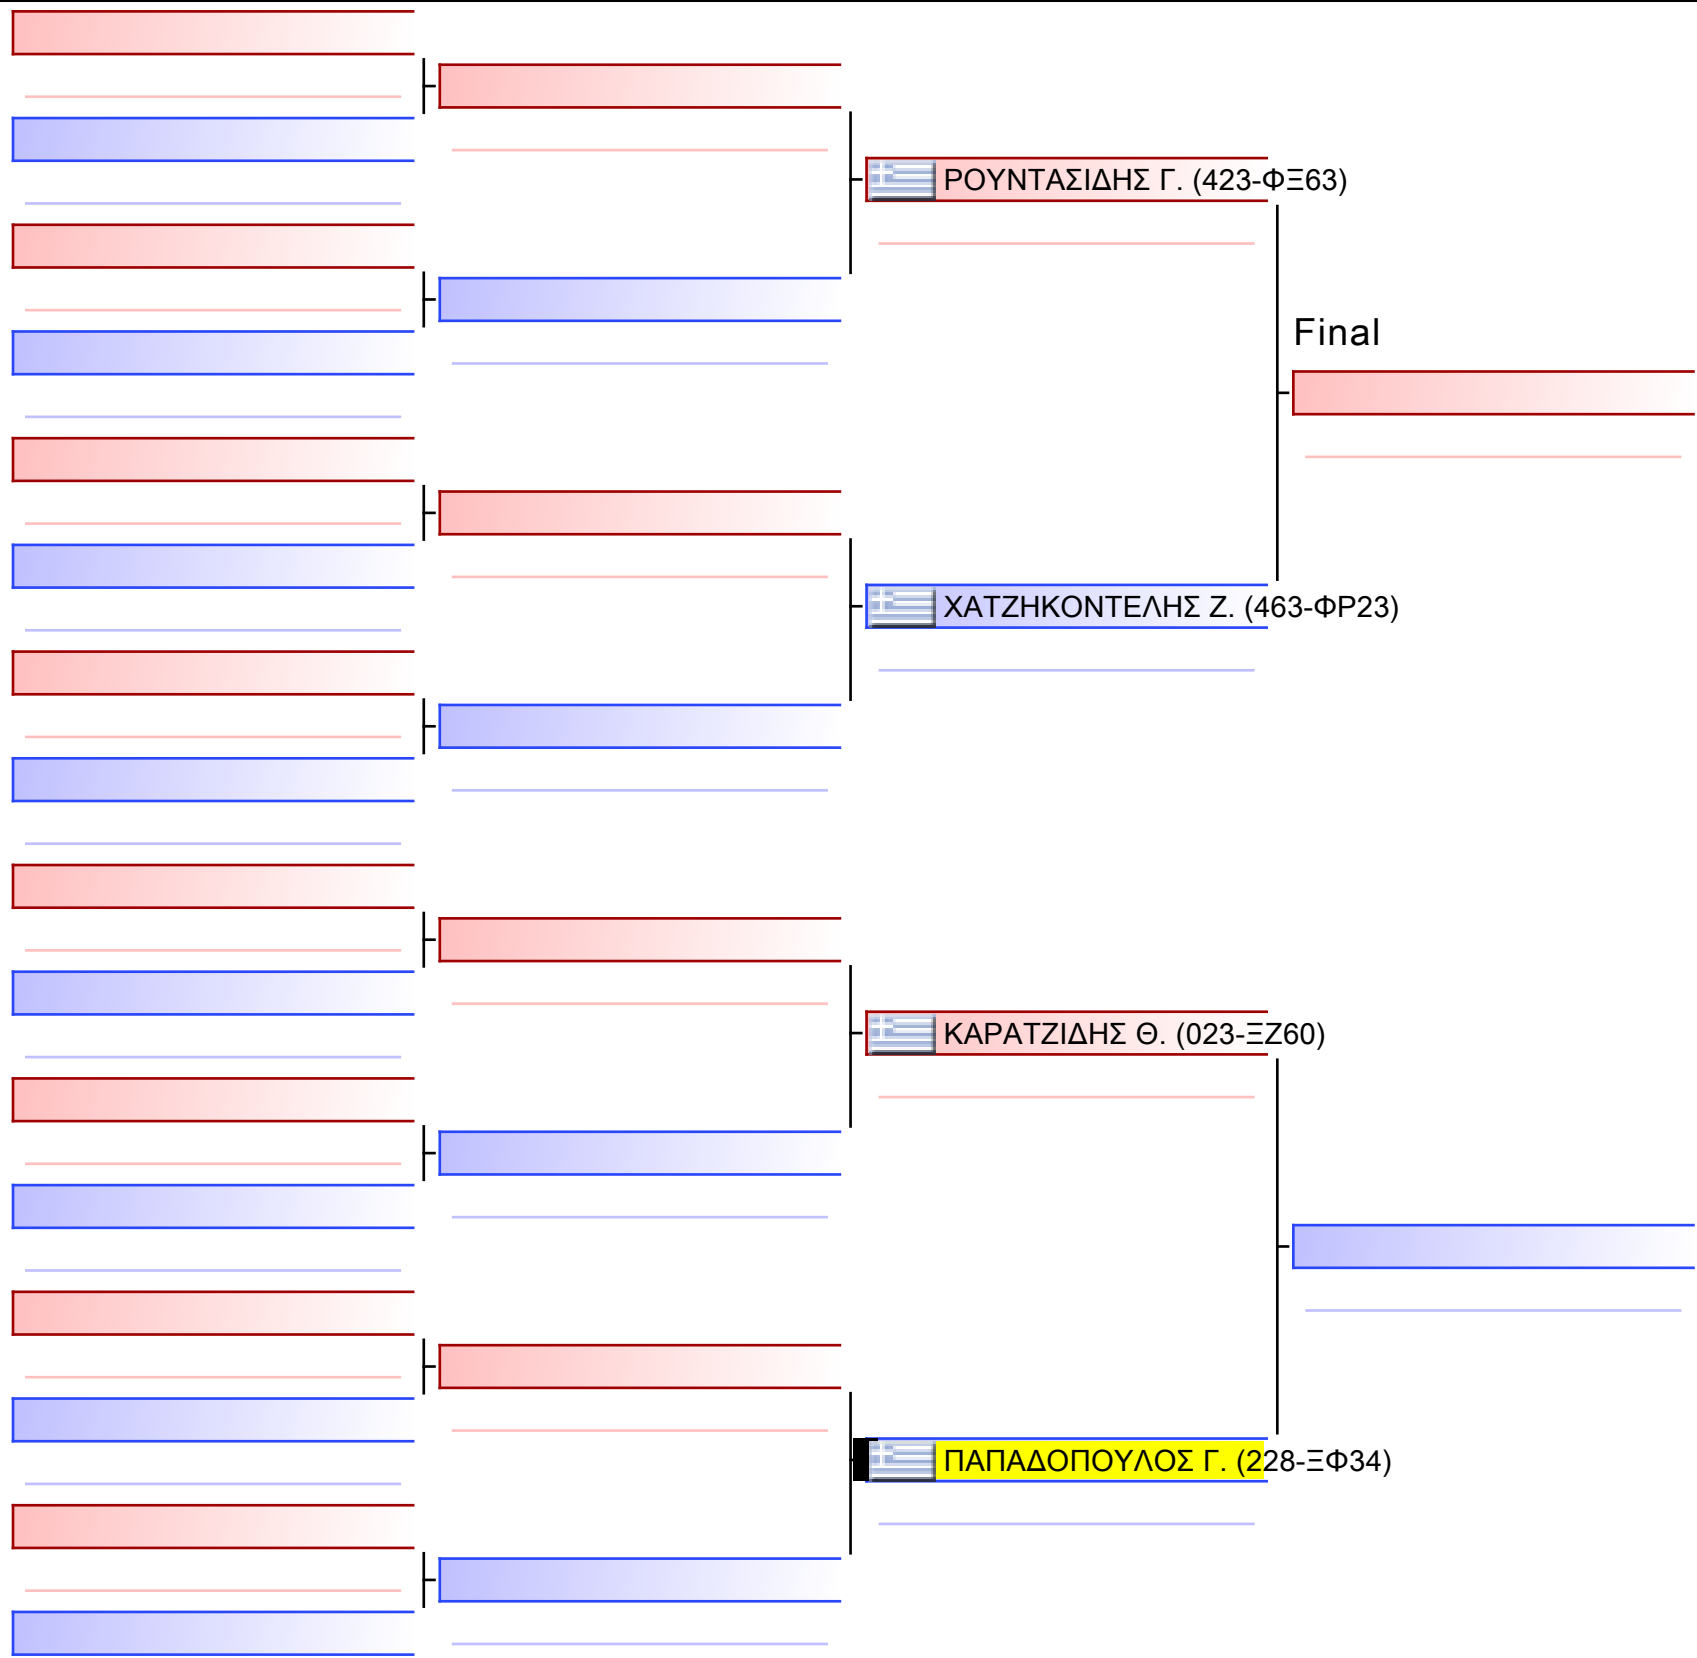 ΡΟΥΝΤΑΣΙΔΗΣ Γ. (423-ΦΞ63)
Final
ΧΑΤΖΗΚΟΝΤΕΛΗΣ Ζ. (463-ΦΡ23)
ΚΑΡΑΤΖΙΔΗΣ Θ. (023-ΞΖ60)
ΠΑΠΑΔΟΠΟΥΛΟΣ Γ. (228-ΞΦ34)